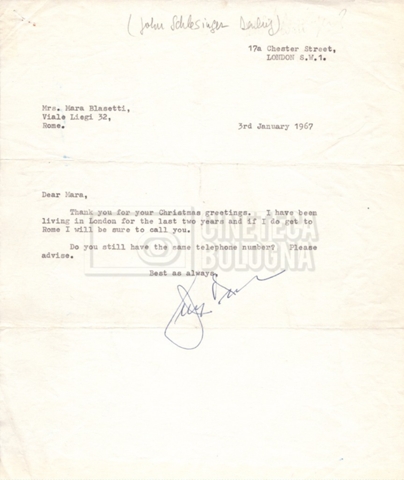 (John Schlesinger
17a Chester Street,
LONDON S.W.1.
Mrs. Mara Blasetti,
Viale Liegi 32,
Rome.
3rd January 1967
Dear Mara,
Thank you for your Christmas greetings. I have been
living in London for the last two years and if I do get to
Rome I will be sure to call you.
Do you still have the same telephone number? Please
advise.
Best as always,
CINETECA
BOLOGNA